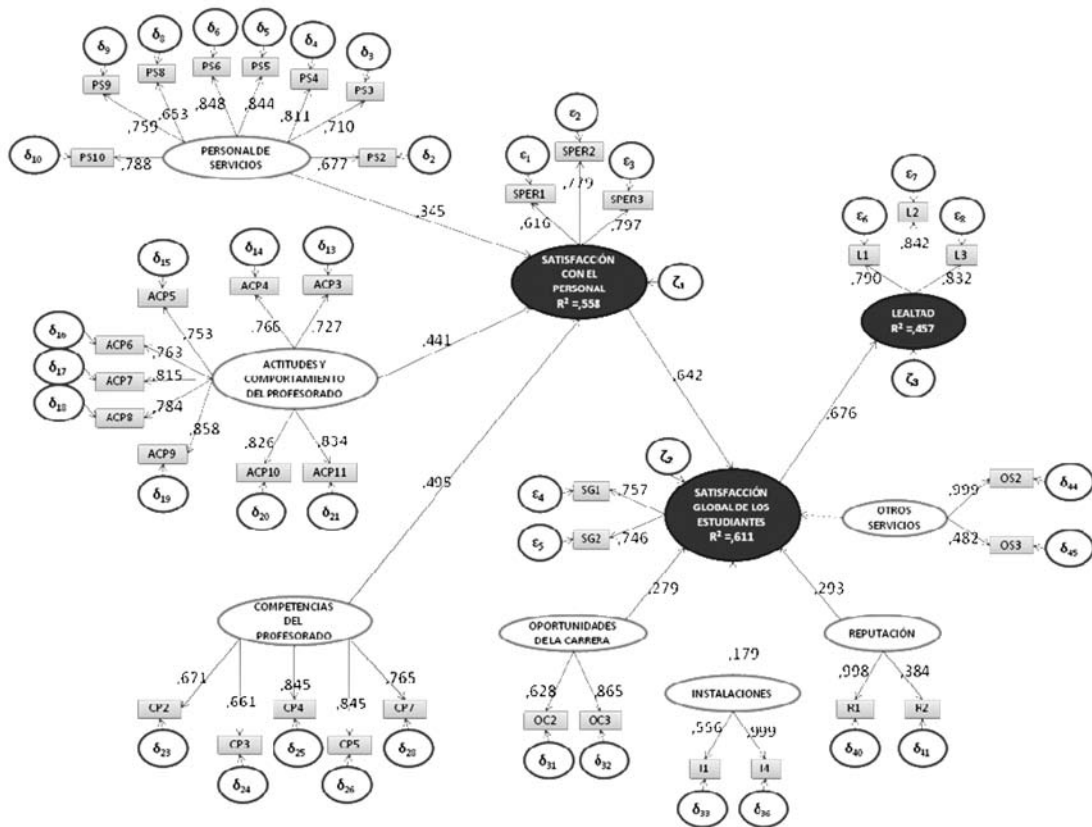 δ9
δ8
δ6
δ5
δ4
δ3
PS9
PS8
PS6
PS5
PS4
PS3
,759
,653
,848
,844
,811
,710
δ10
PS10
,788
PERSONAL DE
SERVICIOS
,677
PS2
δ2
,345
ε1
ε2
ε3
SPER1
SPER2
SPER3
,616
,779
,797
SATISFACCIÓN
CON EL
PERSONAL
R² =,558
ζ1
ε6
ε7
ε8
L1
L2
L3
,790
,842
,832
LEALTAD
R² =,457
ζ3
δ15
δ14
δ13
ACP5
ACP4
ACP3
,753
,766
,727
δ16
ACP6
,763
δ17
ACP7
,815
δ18
ACP8
,784
ACTITUDES Y
COMPORTAMIENTO
DEL PROFESORADO
,441
,858
,826
,834
ACP9
ACP10
ACP11
δ19
δ20
δ21
,642
,676
,495
ζ2
ε4
SG1
,757
ε5
SG2
,746
SATISFACCIÓN
GLOBAL DE LOS
ESTUDIANTES
R² =,611
OTROS
SERVICIOS
,999
OS2
δ44
,482
OS3
δ45
COMPETENCIAS
DEL
PROFESORADO
,671
,661
,845
,845
,765
CP2
CP3
CP4
CP5
CP7
δ23
δ24
δ25
δ26
δ28
,279
OPORTUNIDADES
DE LA CARRERA
,628
,865
OC2
OC3
δ31
δ32
,179
INSTALACIONES
,999
I1
I4
δ33
δ36
,293
REPUTACIÓN
,998
,384
R1
R2
δ40
δ41